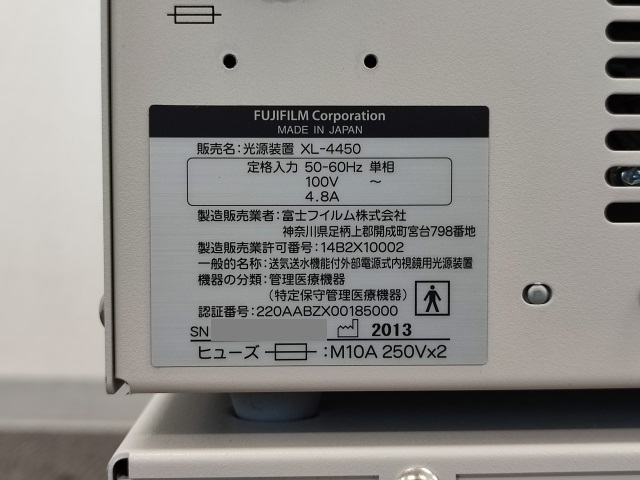 FUJIFILM Corporation
MADE IN JAPAN
販売名:光源装置 XL-4450
定格入力 50-60Hz 単相
100V ~
4.8A
製造販売業者:富士フイルム株式会社
神奈川県足柄上郡開成町宮台798番地
製造販売業許可番号:14B2X10002
一般的名称:送気送水機能付外部電源式内視鏡用光源装置
機器の分類:管理医療機器
(特定保守管理医療機器)
認証番号:220AABZX00185000
SN 2013
ヒューズ :M10A 250V×2